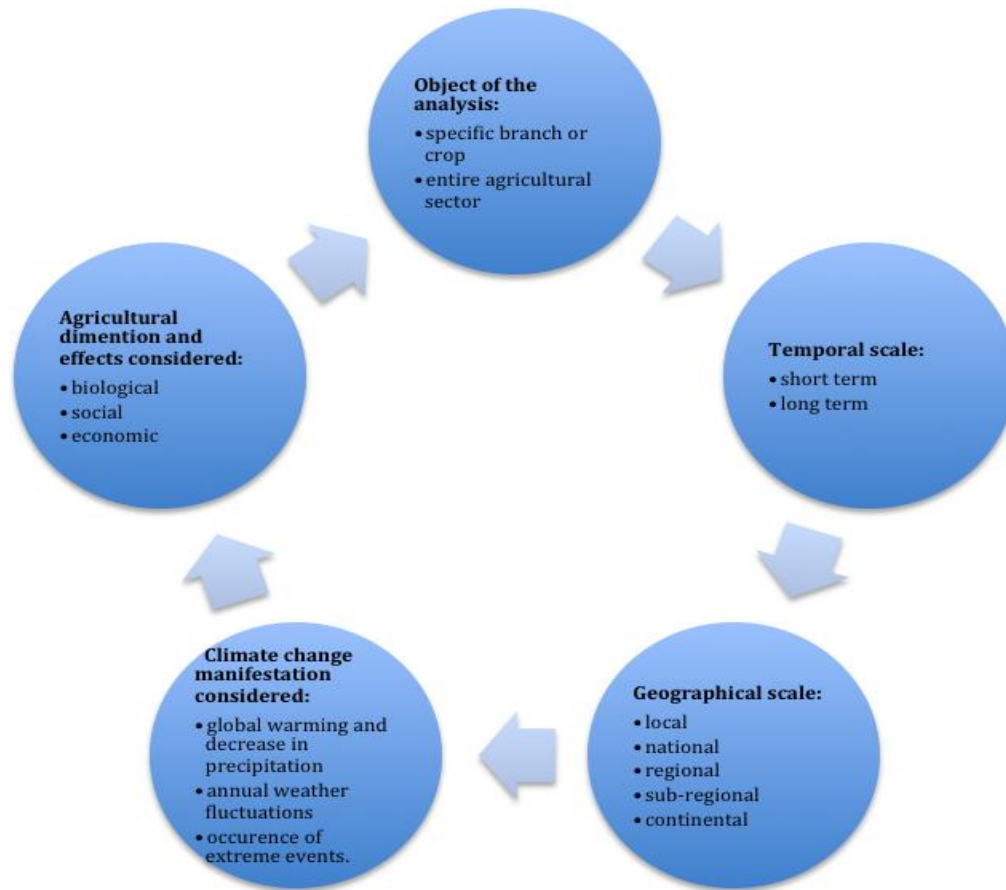 Object of the
analysis:
• specific branch or
crop
• entire agricultural
sector
Temporal scale:
• short term
• long term
Geographical scale:
• local
• national
• regional
• sub-regional
• continental
Climate change
manifestation
considered:
• global warming and
decrease in
precipitation
• annual weather
fluctuations
• occurence of
extreme events.
Agricultural
dimention and
effects considered:
• biological
• social
• economic